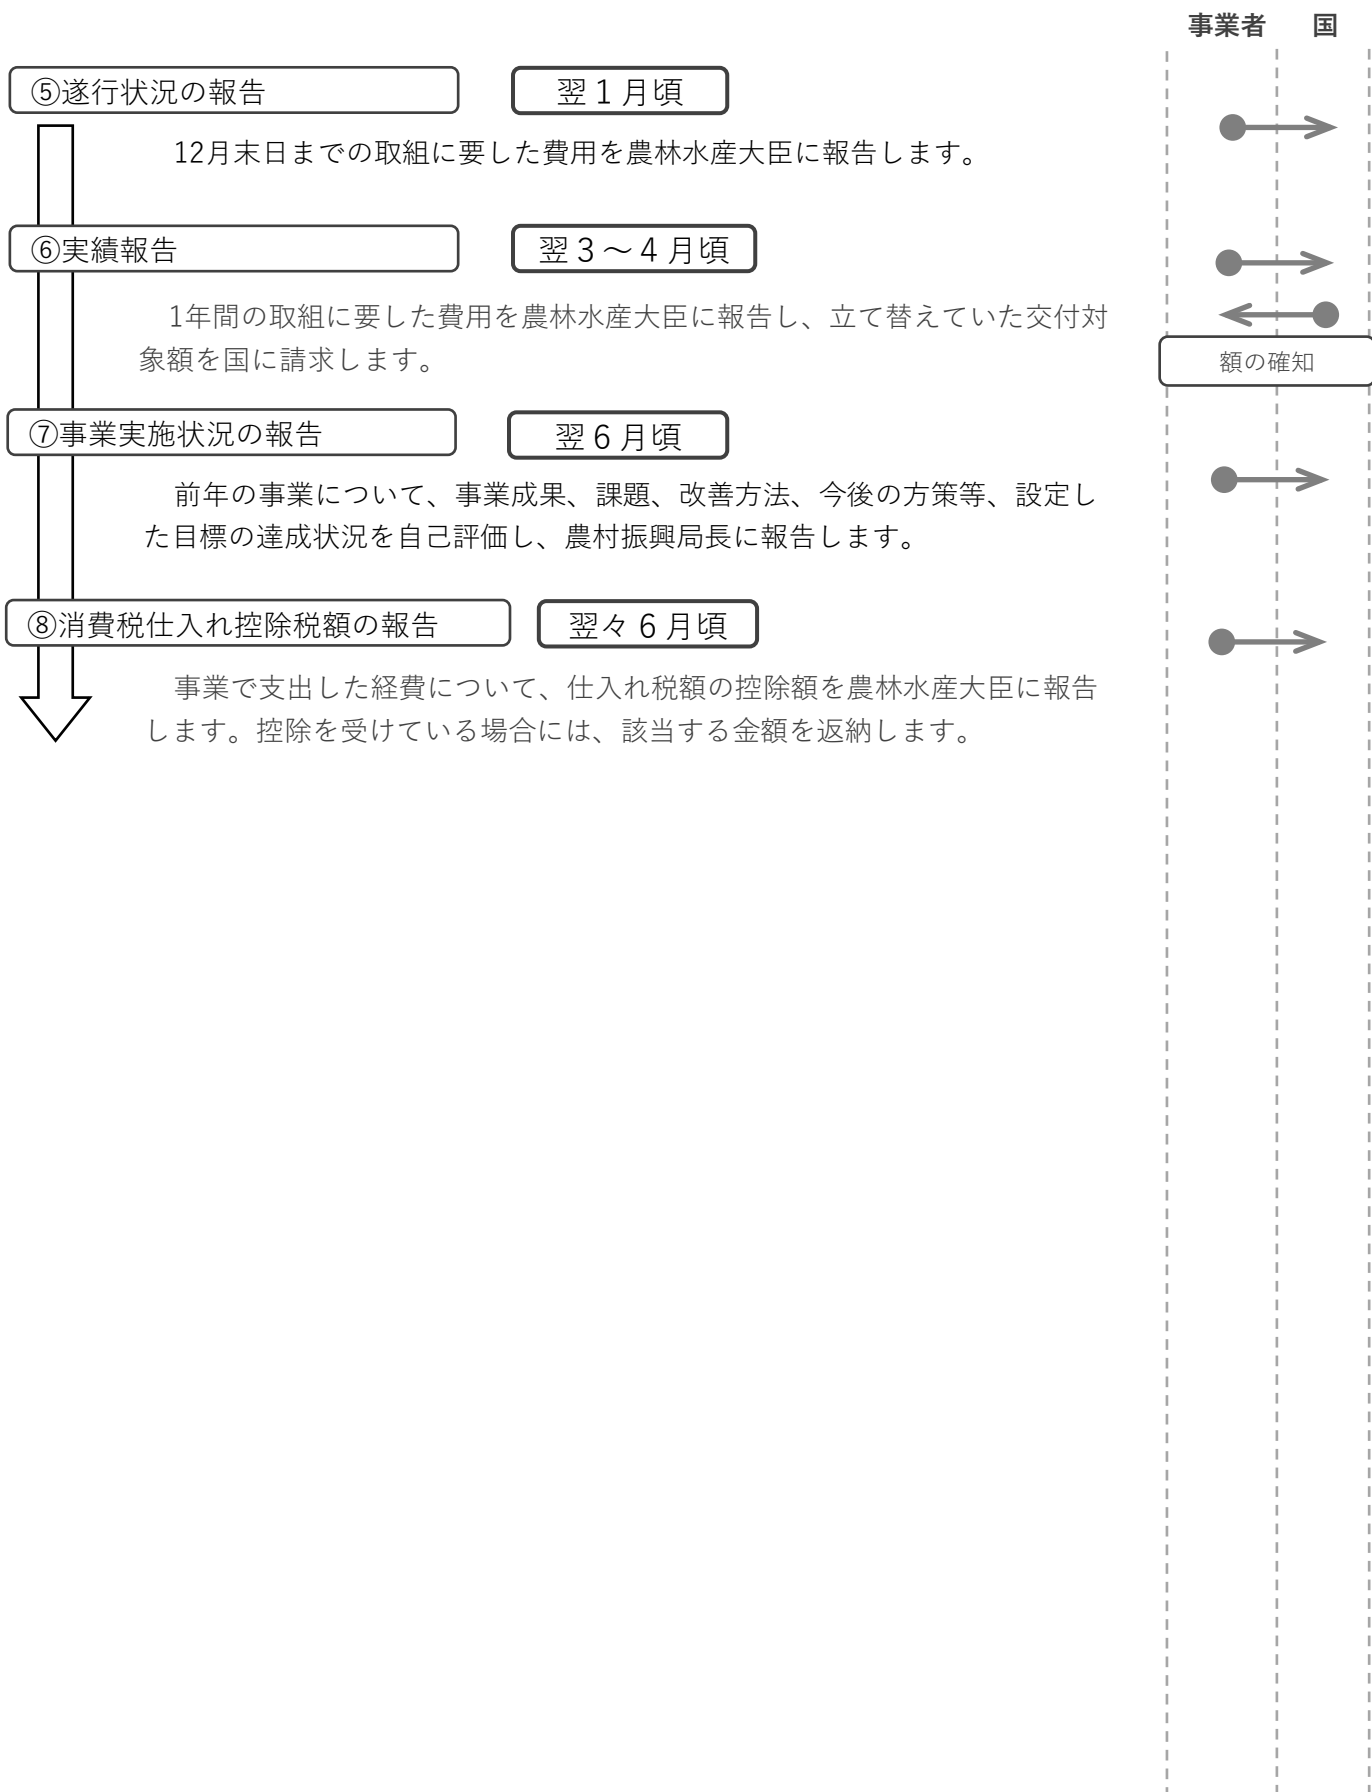 事業者 国
⑤遂行状況の報告 翌１月頃
12月末日までの取組に要した費用を農林水産大臣に報告します。
⑥実績報告 翌３～４月頃
1年間の取組に要した費用を農林水産大臣に報告し、立て替えていた交付対
象額を国に請求します。
額の確知
⑦事業実施状況の報告 翌６月頃
前年の事業について、事業成果、課題、改善方法、今後の方策等、設定し
た目標の達成状況を自己評価し、農村振興局長に報告します。
⑧消費税仕入れ控除税額の報告 翌々６月頃
事業で支出した経費について、仕入れ税額の控除額を農林水産大臣に報告
します。控除を受けている場合には、該当する金額を返納します。